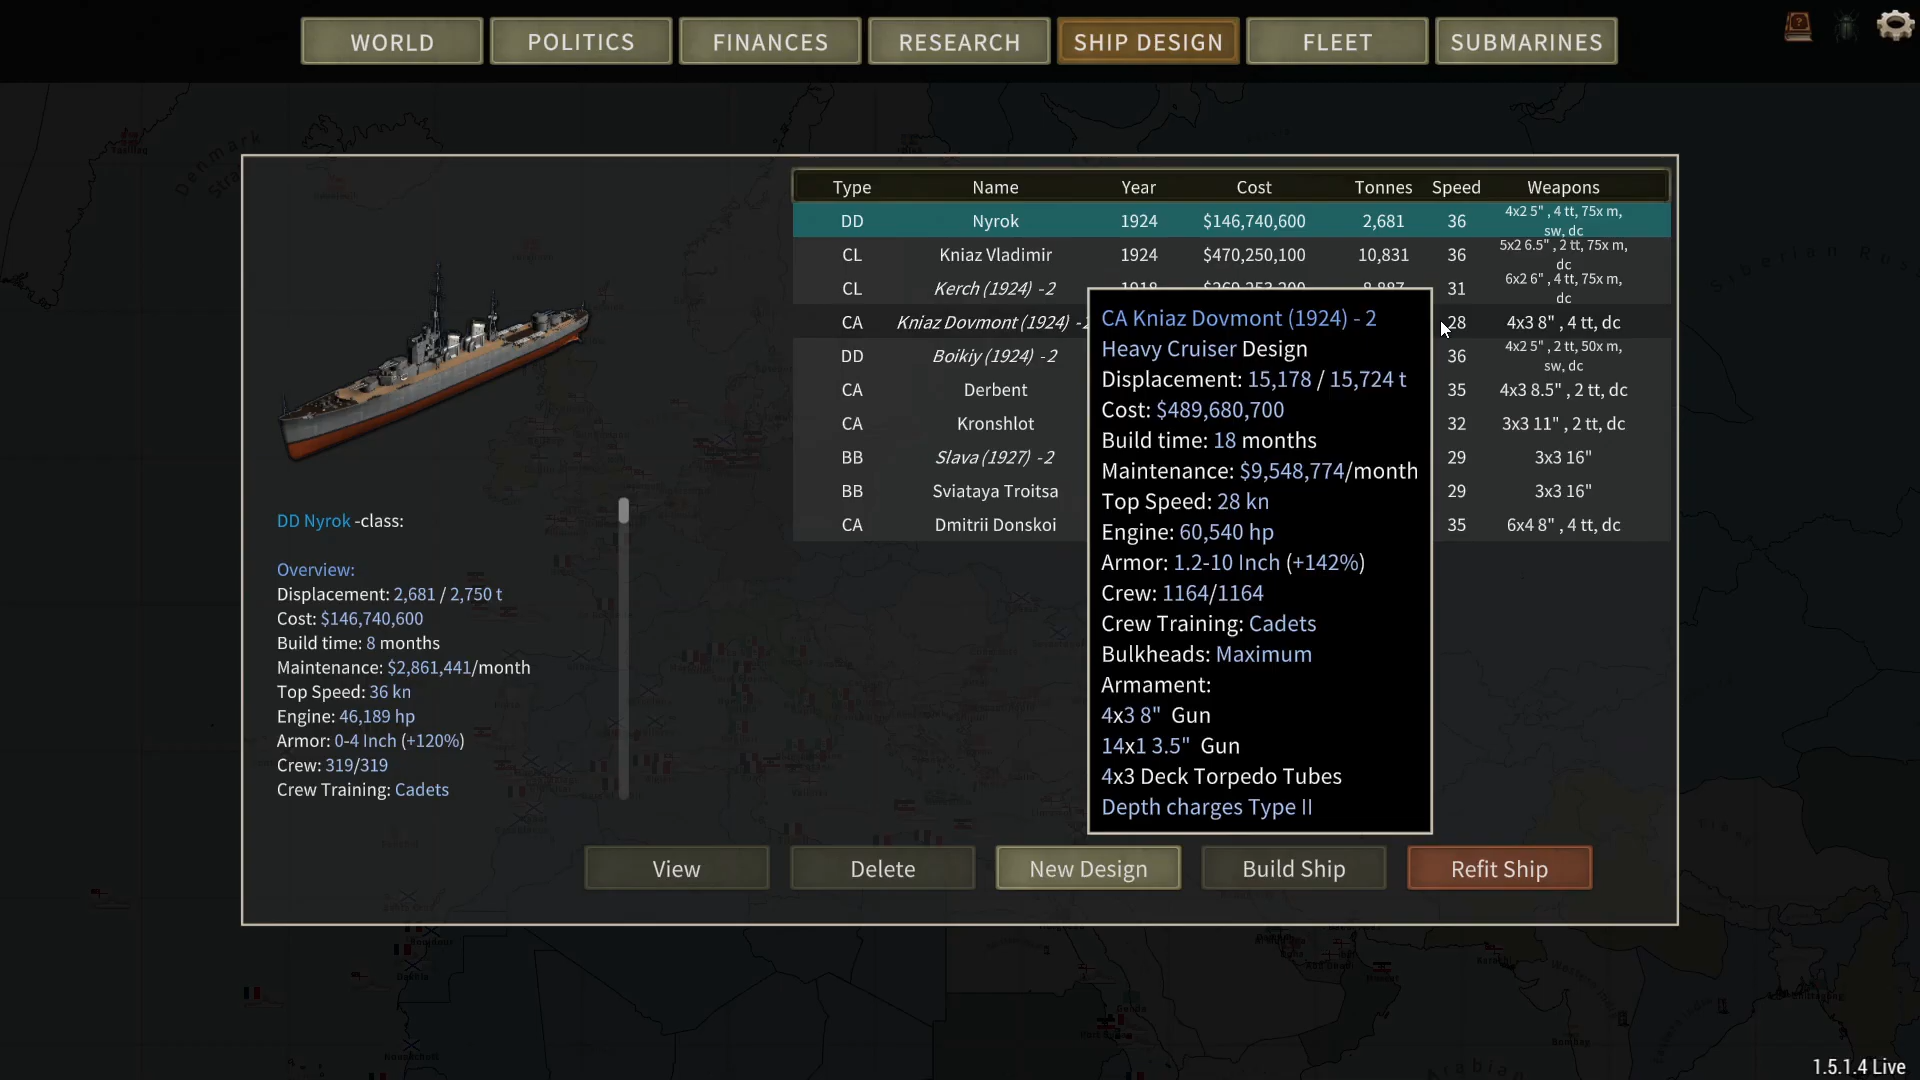 WORLD POLITICS FINANCES RESEARCH SHIP DESIGN FLEET SUBMARINES
Type Name Year Cost Tonnes Speed Weapons
DD Nyrok 1924 $146,740,600 2,681 36 4x2 5" , 4 tt, 75x m, sw, dc
CL Kniaz Vladimir 1924 $470,250,100 10,831 36 5x2 6.5" , 2 tt, 75x m, dc
CL Kerch (1924) -2 1918 $269,253,200 8,887 31 6x2 6" , 4 tt, 75x m, dc
CA Kniaz Dovmont (1924) -2 28 4x3 8" , 4 tt, dc
DD Boikiy (1924) -2 36 4x2 5" , 2 tt, 50x m, sw, dc
CA Derbent 35 4x3 8.5" , 2 tt, dc
CA Kronshlot 32 3x3 11" , 2 tt, dc
BB Slava (1927) -2 29 3x3 16"
BB Sviataya Troitsa 29 3x3 16"
CA Dmitrii Donskoi 35 6x4 8" , 4 tt, dc
CA Kniaz Dovmont (1924) - 2
Heavy Cruiser Design
Displacement: 15,178 / 15,724 t
Cost: $489,680,700
Build time: 18 months
Maintenance: $9,548,774/month
Top Speed: 28 kn
Engine: 60,540 hp
Armor: 1.2-10 Inch (+142%)
Crew: 1164/1164
Crew Training: Cadets
Bulkheads: Maximum
Armament:
4x3 8" Gun
14x1 3.5" Gun
4x3 Deck Torpedo Tubes
Depth charges Type II
DD Nyrok -class:
Overview:
Displacement: 2,681 / 2,750 t
Cost: $146,740,600
Build time: 8 months
Maintenance: $2,861,441/month
Top Speed: 36 kn
Engine: 46,189 hp
Armor: 0-4 Inch (+120%)
Crew: 319/319
Crew Training: Cadets
View Delete New Design Build Ship Refit Ship
1.5.1.4 Live